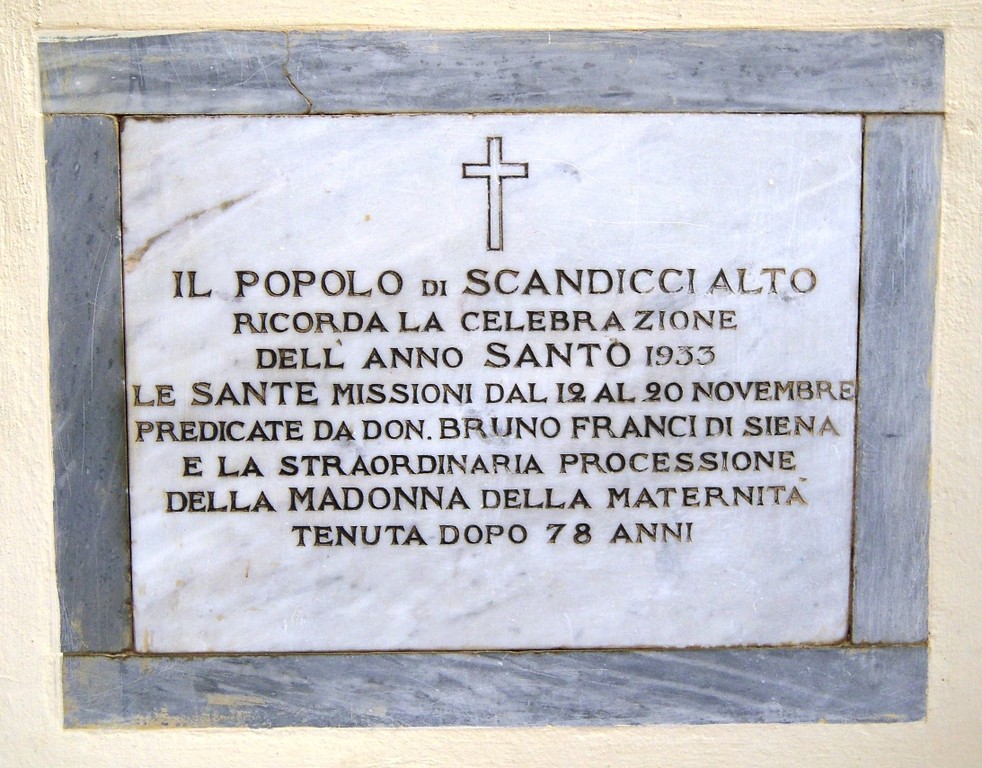 IL POPOLO DI SCANDICCI ALTO
RICORDA LA CELEBRAZIONE
DELL' ANNO SANTO 1933
LE SANTE MISSIONI DAL 12 AL 20 NOVEMBRE
PREDICATE DA DON. BRUNO FRANCI DI SIENA
E LA STRAORDINARIA PROCESSIONE
DELLA MADONNA DELLA MATERNITÀ
TENUTA DOPO 78 ANNI